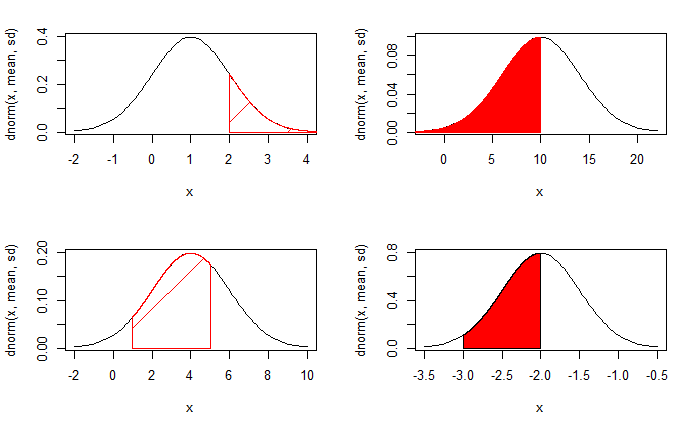 dnorm(x, mean, sd)
0.0 0.2 0.4
-2 -1 0 1 2 3 4
x
dnorm(x, mean, sd)
0.00 0.04 0.08
0 5 10 15 20
x
dnorm(x, mean, sd)
0.00 0.10 0.20
-2 0 2 4 6 8 10
x
dnorm(x, mean, sd)
0.0 0.4 0.8
-3.5 -3.0 -2.5 -2.0 -1.5 -1.0 -0.5
x